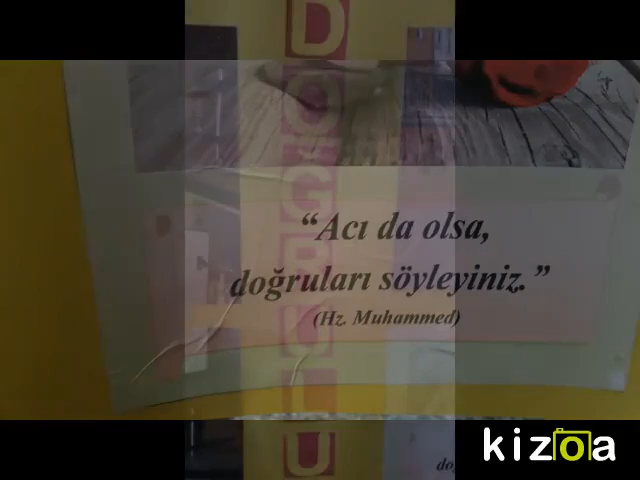 D
O
Ğ
R
U
L
U
“Acı da olsa,
doğruları söyleyiniz.”
(Hz. Muhammed)
kizoa